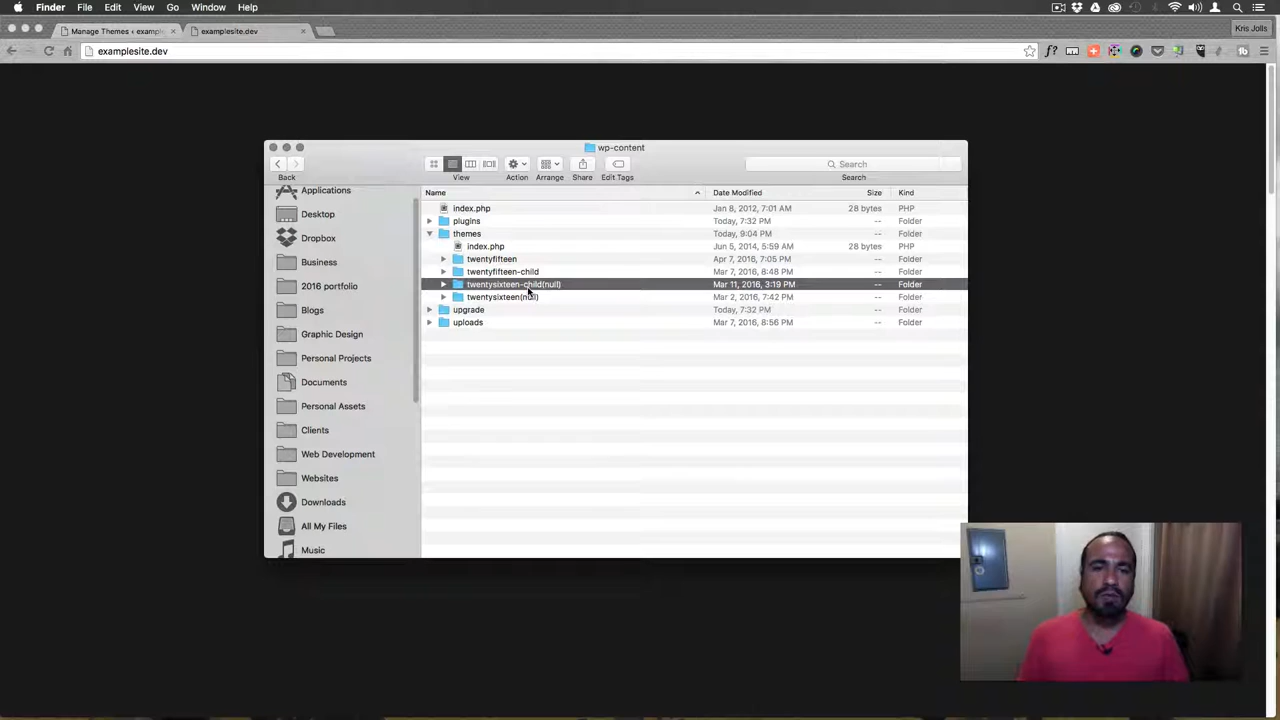 Finder File Edit View Go Window Help
Manage Themes ‹ example
examplesite.dev
Kris Jolls
examplesite.dev
f?
wp-content
Back
View
Action
Arrange
Share
Edit Tags
Search
Search
Applications
Desktop
Dropbox
Business
2016 portfolio
Blogs
Graphic Design
Personal Projects
Documents
Personal Assets
Clients
Web Development
Websites
Downloads
All My Files
Music
Name Date Modified Size Kind
index.php Jan 8, 2012, 7:01 AM 28 bytes PHP
plugins Today, 7:32 PM -- Folder
themes Today, 9:04 PM -- Folder
index.php Jun 5, 2014, 5:59 AM 28 bytes PHP
twentyfifteen Apr 7, 2016, 7:05 PM -- Folder
twentyfifteen-child Mar 7, 2016, 8:48 PM -- Folder
twentysixteen-child(null) Mar 11, 2016, 3:19 PM -- Folder
twentysixteen(null) Mar 2, 2016, 7:42 PM -- Folder
upgrade Today, 7:32 PM -- Folder
uploads Mar 7, 2016, 8:56 PM -- Folder